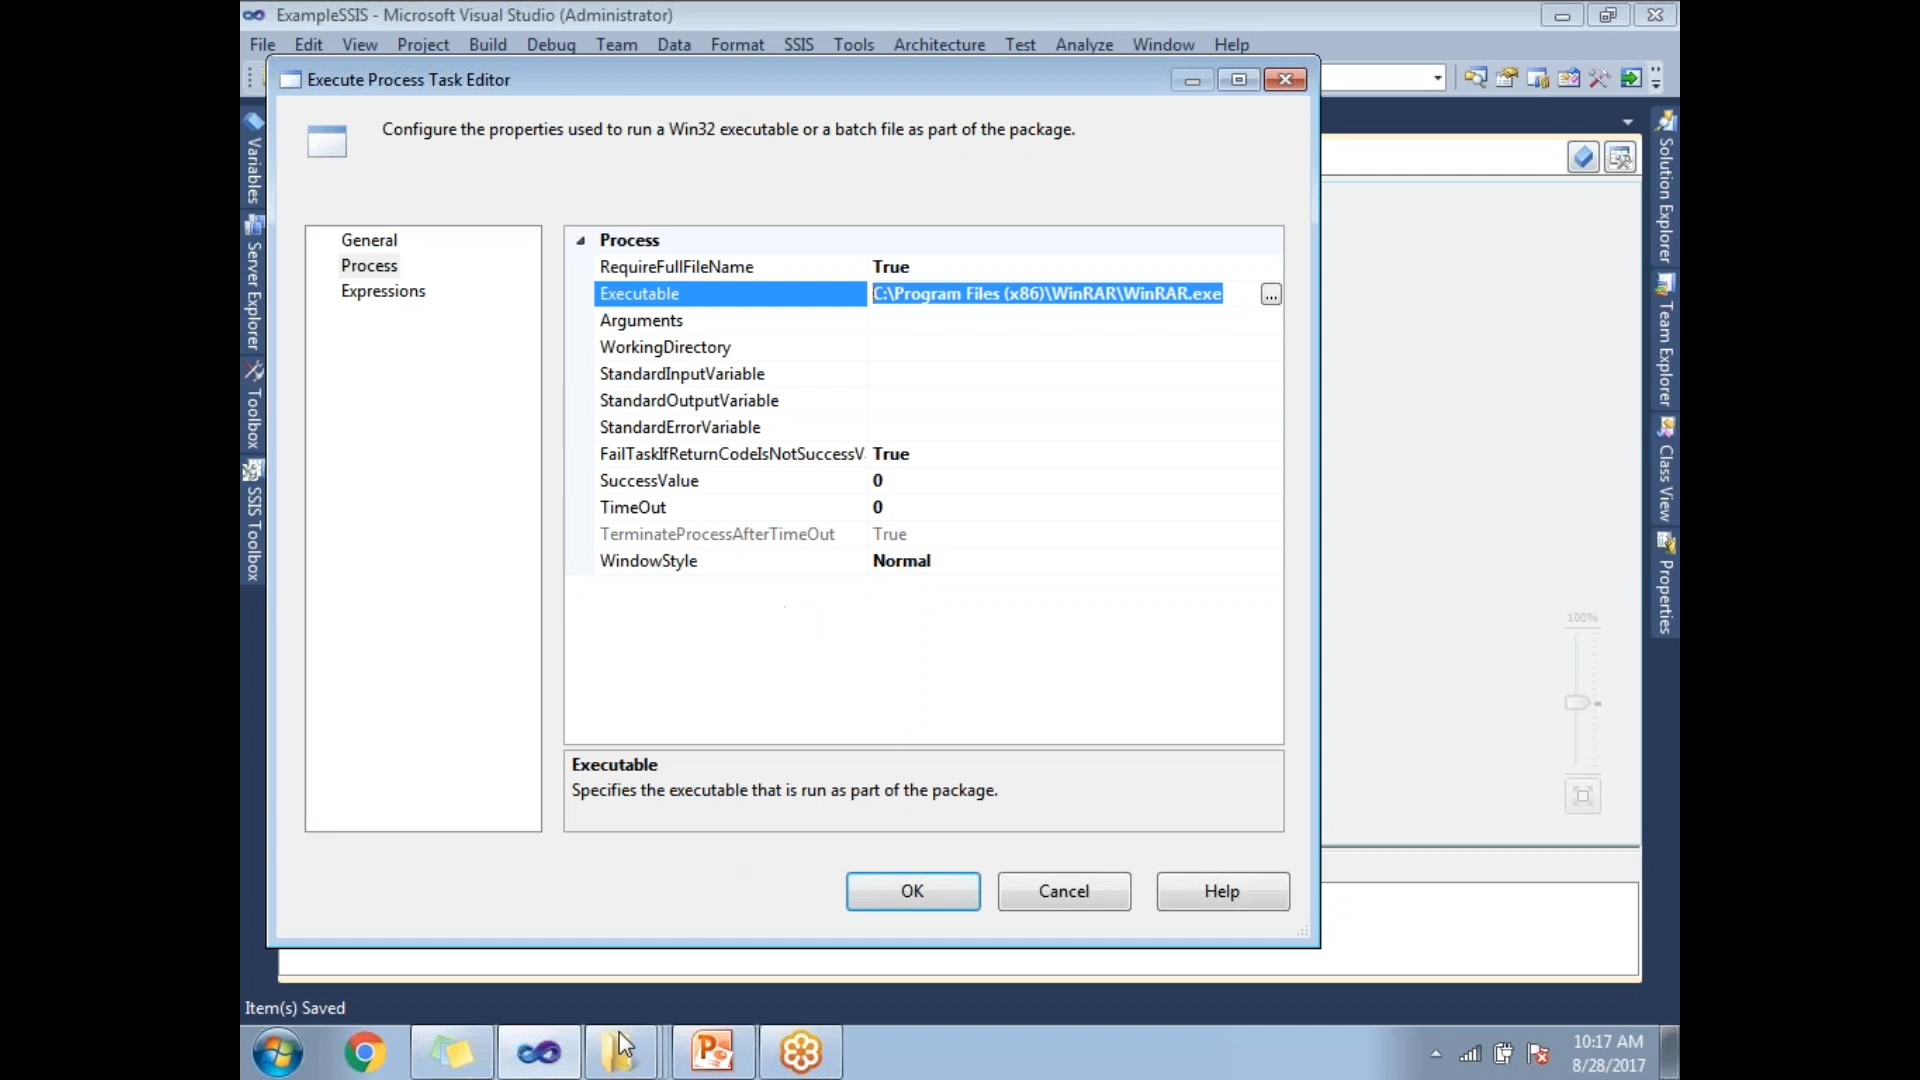 ExampleSSIS - Microsoft Visual Studio (Administrator)
File Edit View Project Build Debug Team Data Format SSIS Tools Architecture Test Analyze Window Help
Execute Process Task Editor
Configure the properties used to run a Win32 executable or a batch file as part of the package.
General
Process
Expressions
Process
RequireFullFileName True
Executable C:\Program Files (x86)\WinRAR\WinRAR.exe ...
Arguments
WorkingDirectory
StandardInputVariable
StandardOutputVariable
StandardErrorVariable
FailTaskIfReturnCodeIsNotSuccessV True
SuccessValue 0
TimeOut 0
TerminateProcessAfterTimeOut True
WindowStyle Normal
Executable
Specifies the executable that is run as part of the package.
OK Cancel Help
Variables
Server Explorer
Toolbox
SSIS Toolbox
Solution Explorer
Team Explorer
Class View
Properties
100%
Item(s) Saved
10:17 AM
8/28/2017